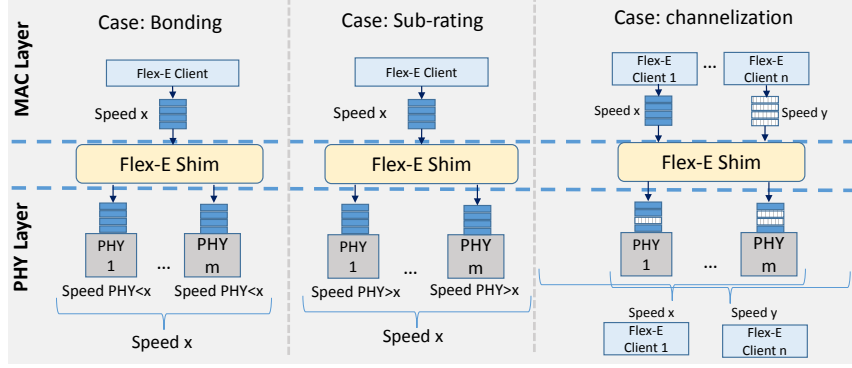 MAC Layer
PHY Layer
Case: Bonding
Flex-E Client
Speed x
Flex-E Shim
PHY
1
...
PHY
m
Speed PHY<x
Speed PHY<x
Speed x
Case: Sub-rating
Flex-E Client
Speed x
Flex-E Shim
PHY
1
...
PHY
m
Speed PHY>x
Speed PHY>x
Speed x
Case: channelization
Flex-E
Client 1
...
Flex-E
Client n
Speed x
Speed y
Flex-E Shim
PHY
1
...
PHY
m
Speed x
Speed y
Flex-E
Client 1
Flex-E
Client n